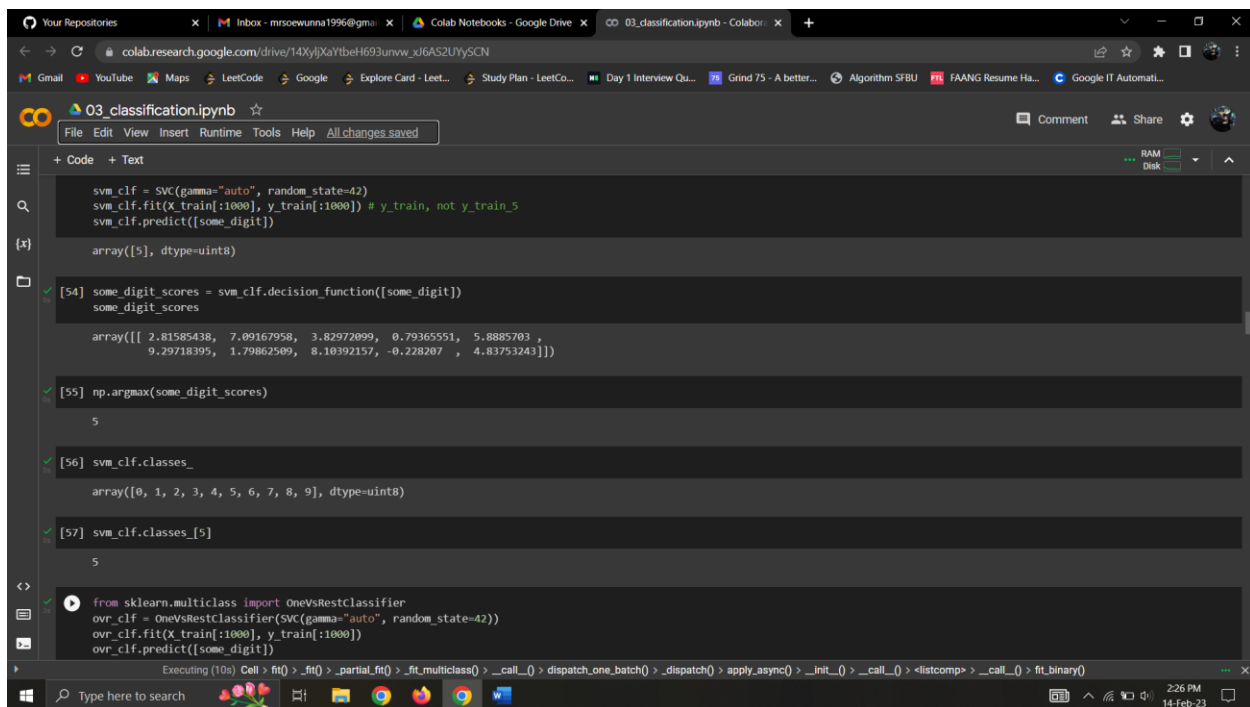 Your Repositories Inbox - mrsoewunna1996@gmai Colab Notebooks - Google Drive 03_classification.ipynb - Colabora
colab.research.google.com/drive/14XyljXaYtbeH693unvw_xJ6AS2UYySCN
Gmail YouTube Maps LeetCode Google Explore Card - Leet... Study Plan - LeetCo... Day 1 Interview Qu... 75 Grind 75 - A better... Algorithm SFBU FTL FAANG Resume Ha... Google IT Automati...
03_classification.ipynb
Comment Share
File Edit View Insert Runtime Tools Help All changes saved
+ Code + Text
RAM
Disk
svm_clf = SVC(gamma="auto", random_state=42)
svm_clf.fit(X_train[:1000], y_train[:1000]) # y_train, not y_train_5
svm_clf.predict([some_digit])
{x}
array([5], dtype=uint8)
[54] some_digit_scores = svm_clf.decision_function([some_digit])
some_digit_scores
array([[ 2.81585438, 7.09167958, 3.82972099, 0.79365551, 5.8885703 ,
9.29718395, 1.79862509, 8.10392157, -0.228207 , 4.83753243]])
[55] np.argmax(some_digit_scores)
5
[56] svm_clf.classes_
array([0, 1, 2, 3, 4, 5, 6, 7, 8, 9], dtype=uint8)
[57] svm_clf.classes_[5]
5
from sklearn.multiclass import OneVsRestClassifier
ovr_clf = OneVsRestClassifier(SVC(gamma="auto", random_state=42))
ovr_clf.fit(X_train[:1000], y_train[:1000])
ovr_clf.predict([some_digit])
Executing (10s) Cell > fit() > _fit() > _partial_fit() > _fit_multiclass() > __call__() > dispatch_one_batch() > _dispatch() > apply_async() > __init__() > __call__() > <listcomp> > __call__() > fit_binary()
Type here to search
2:26 PM
14-Feb-23